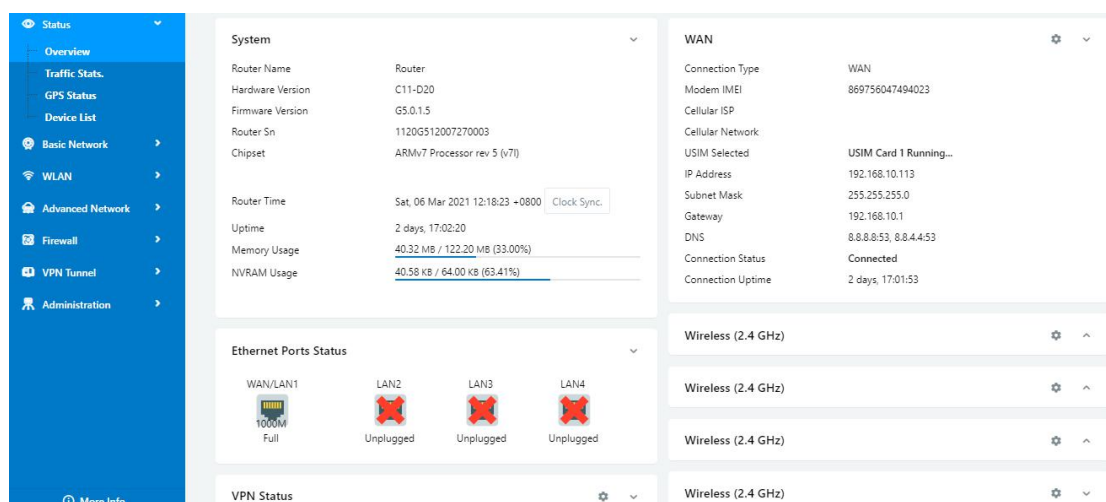 Status
Overview
Traffic Stats.
GPS Status
Device List
Basic Network
WLAN
Advanced Network
Firewall
VPN Tunnel
Administration
More Info
System
Router Name Router
Hardware Version C11-D20
Firmware Version G5.0.1.5
Router Sn 1120G512007270003
Chipset ARMv7 Processor rev 5 (v7l)
Router Time Sat, 06 Mar 2021 12:18:23 +0800 Clock Sync.
Uptime 2 days, 17:02:20
Memory Usage 40.32 MB / 122.20 MB (33.00%)
NVRAM Usage 40.58 KB / 64.00 KB (63.41%)
Ethernet Ports Status
WAN/LAN1 LAN2 LAN3 LAN4
1000M
Full Unplugged Unplugged Unplugged
VPN Status
WAN
Connection Type WAN
Modem IMEI 869756047494023
Cellular ISP
Cellular Network
USIM Selected USIM Card 1 Running...
IP Address 192.168.10.113
Subnet Mask 255.255.255.0
Gateway 192.168.10.1
DNS 8.8.8.8:53, 8.8.4.4:53
Connection Status Connected
Connection Uptime 2 days, 17:01:53
Wireless (2.4 GHz)
Wireless (2.4 GHz)
Wireless (2.4 GHz)
Wireless (2.4 GHz)